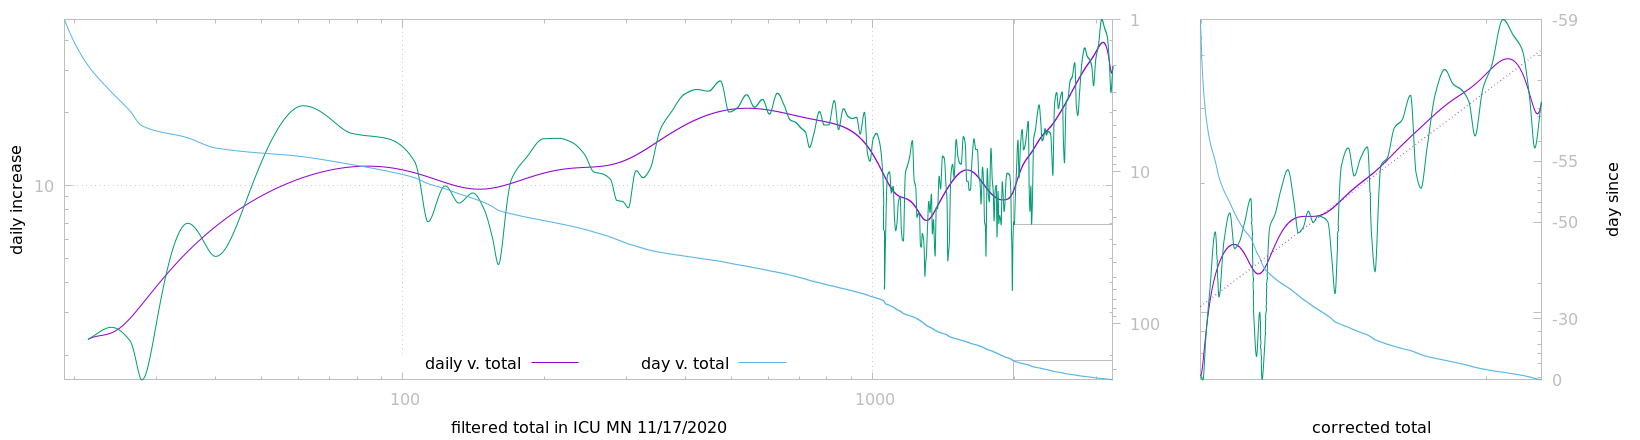 daily increase
10
daily v. total
day v. total
100
1000
filtered total in ICU MN 11/17/2020
1
10
100
-59
-55
-50
-30
0
day since
corrected total